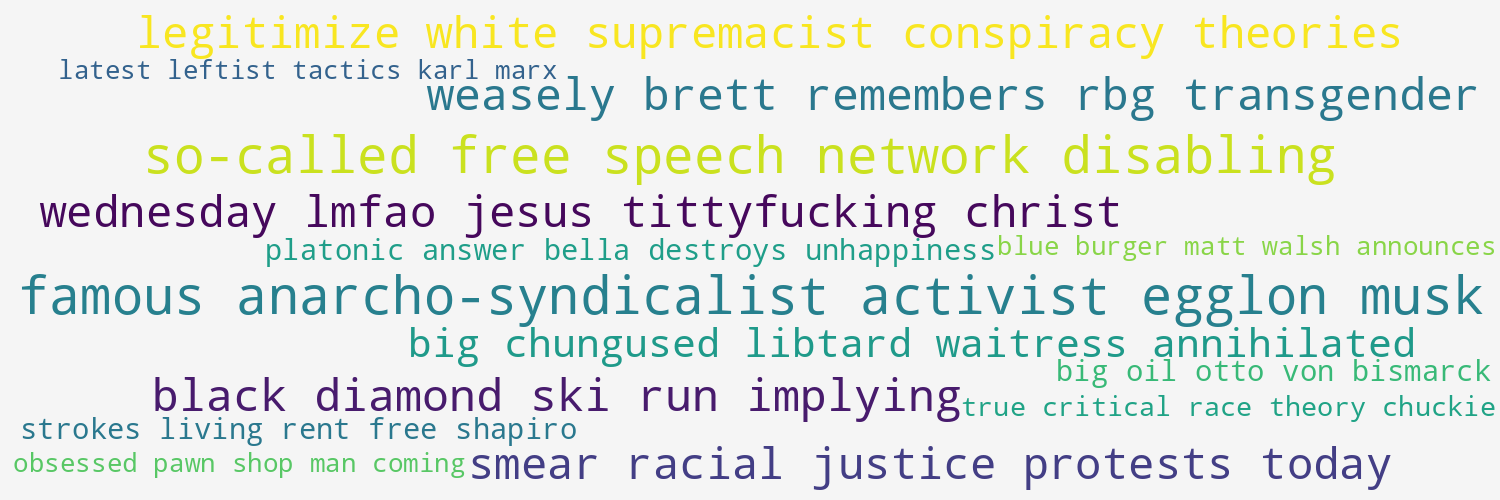 legitimize white supremacist conspiracy theories
latest leftist tactics karl marx
weasely brett remembers rbg transgender
so-called free speech network disabling
wednesday lmfao jesus tittyfucking christ
platonic answer bella destroys unhappiness
blue burger matt walsh announces
famous anarcho-syndicalist activist egglon musk
big chungused libtard waitress annihilated
big oil otto von bismarck
black diamond ski run implying
true critical race theory chuckie
strokes living rent free shapiro
obsessed pawn shop man coming
smear racial justice protests today